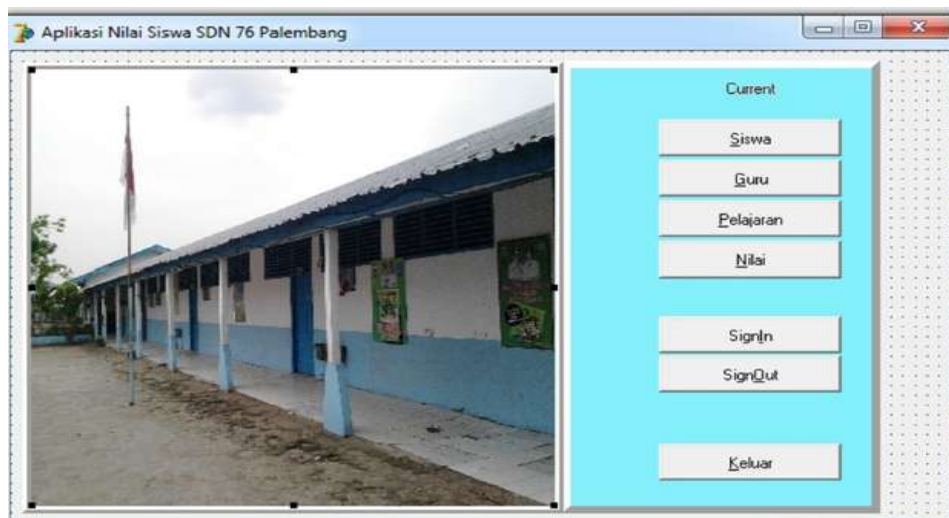 Aplikasi Nilai Siswa SDN 76 Palembang
Current
Siswa
Guru
Pelajaran
Nilai
SignIn
SignOut
Keluar